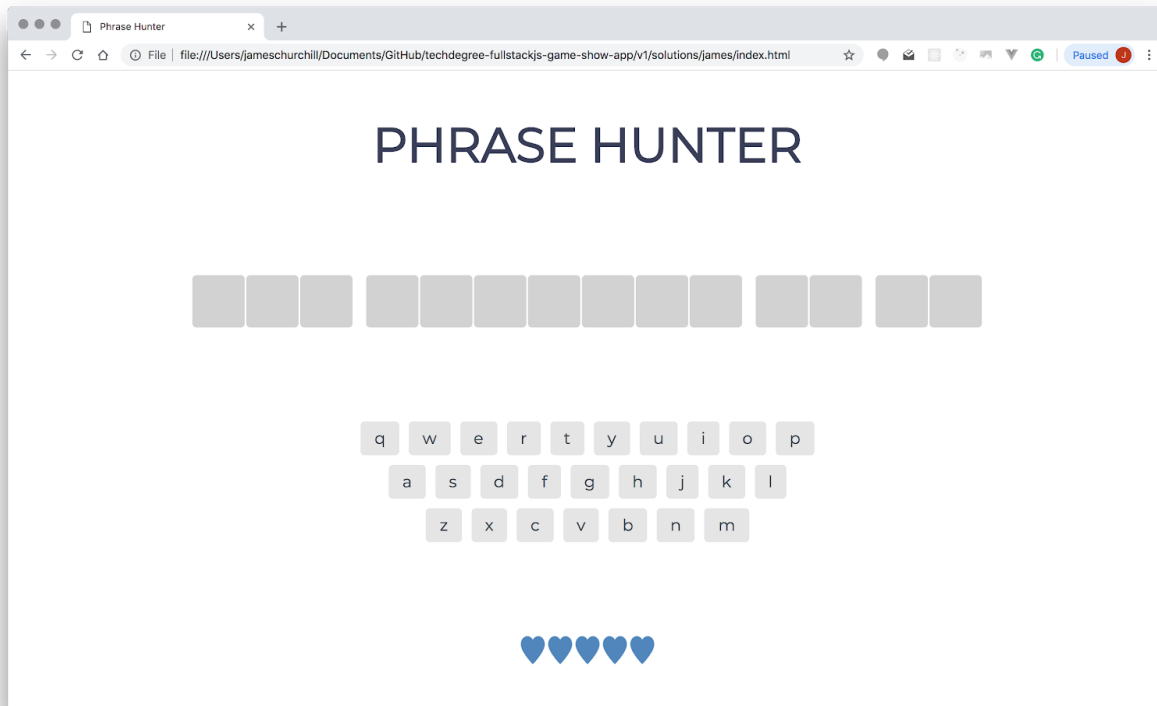 Phrase Hunter
File file:///Users/jameschurchill/Documents/GitHub/techdegree-fullstackjs-game-show-app/v1/solutions/james/index.html Paused J
PHRASE HUNTER
q w e r t y u i o p
a s d f g h j k l
z x c v b n m